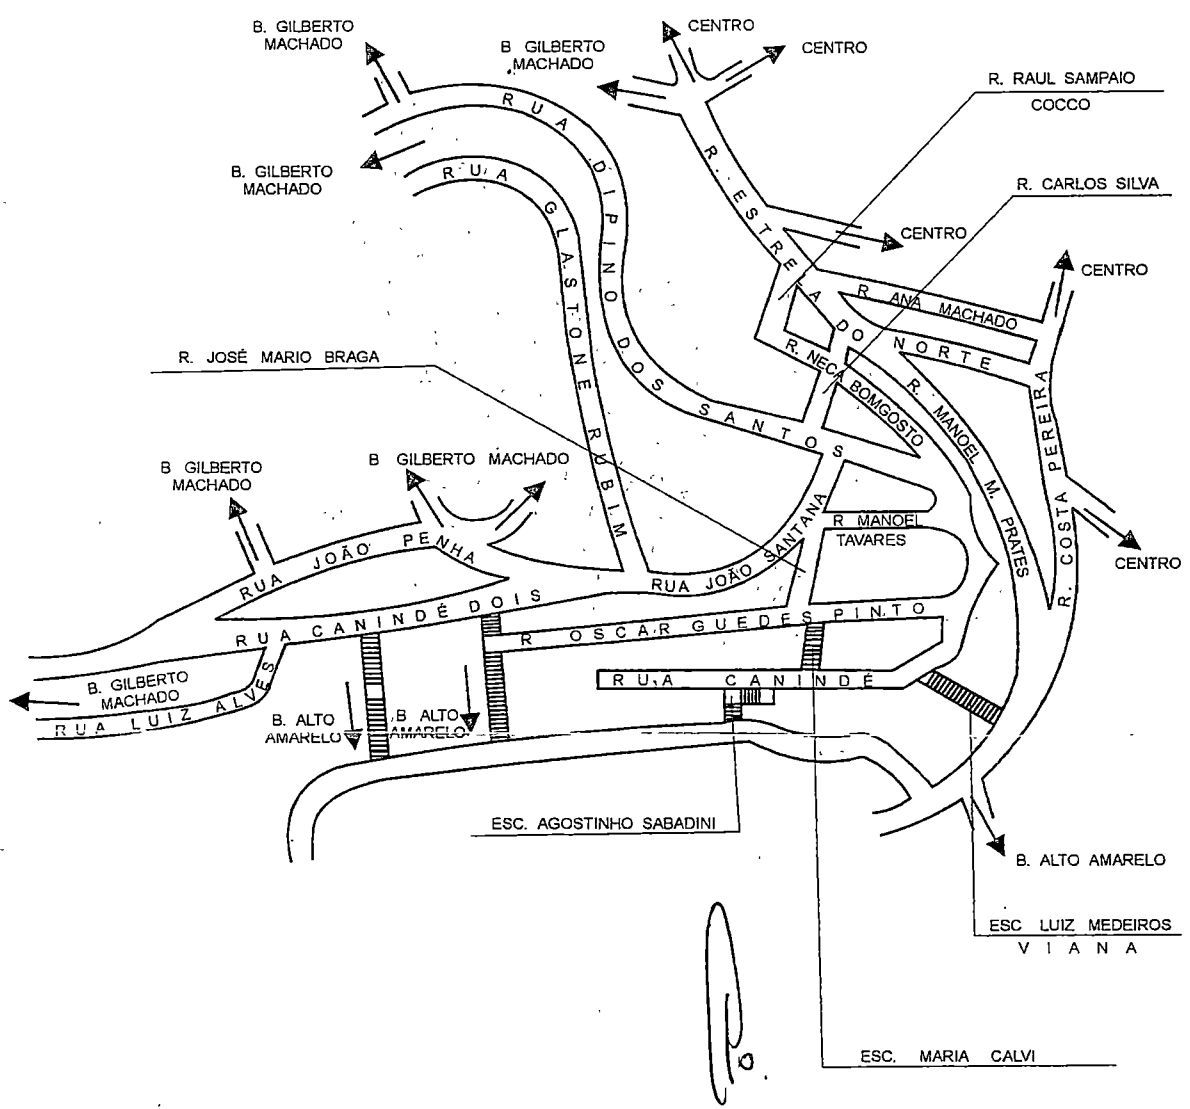 B. GILBERTO
MACHADO
B GILBERTO
MACHADO
CENTRO
CENTRO
R. RAUL SAMPAIO
COCCO
B. GILBERTO
MACHADO
R. CARLOS SILVA
CENTRO
CENTRO
RUA DIPINO DOS SANTOS
RUA GLASTONE RUBIM
R. ESTRELA DO NORTE
R. ANA MACHADO
R. NECA BOMGOSTO
R. MANOEL M. PRATES
R. COSTA PEREIRA
R. JOSÉ MARIO BRAGA
B GILBERTO
MACHADO
B GILBERTO MACHADO
R MANOEL
TAVARES
CENTRO
RUA JOÃO PENHA
RUA JOÃO SANTANA
RUA CANINDÉ DOIS
R. OSCAR GUEDES PINTO
RUA CANINDÉ
B. GILBERTO
MACHADO
RUA LUIZ ALVES
B. ALTO
AMARELO
B ALTO
AMARELO
ESC. AGOSTINHO SABADINI
B. ALTO AMARELO
ESC LUIZ MEDEIROS
VIANA
ESC. MARIA CALVI